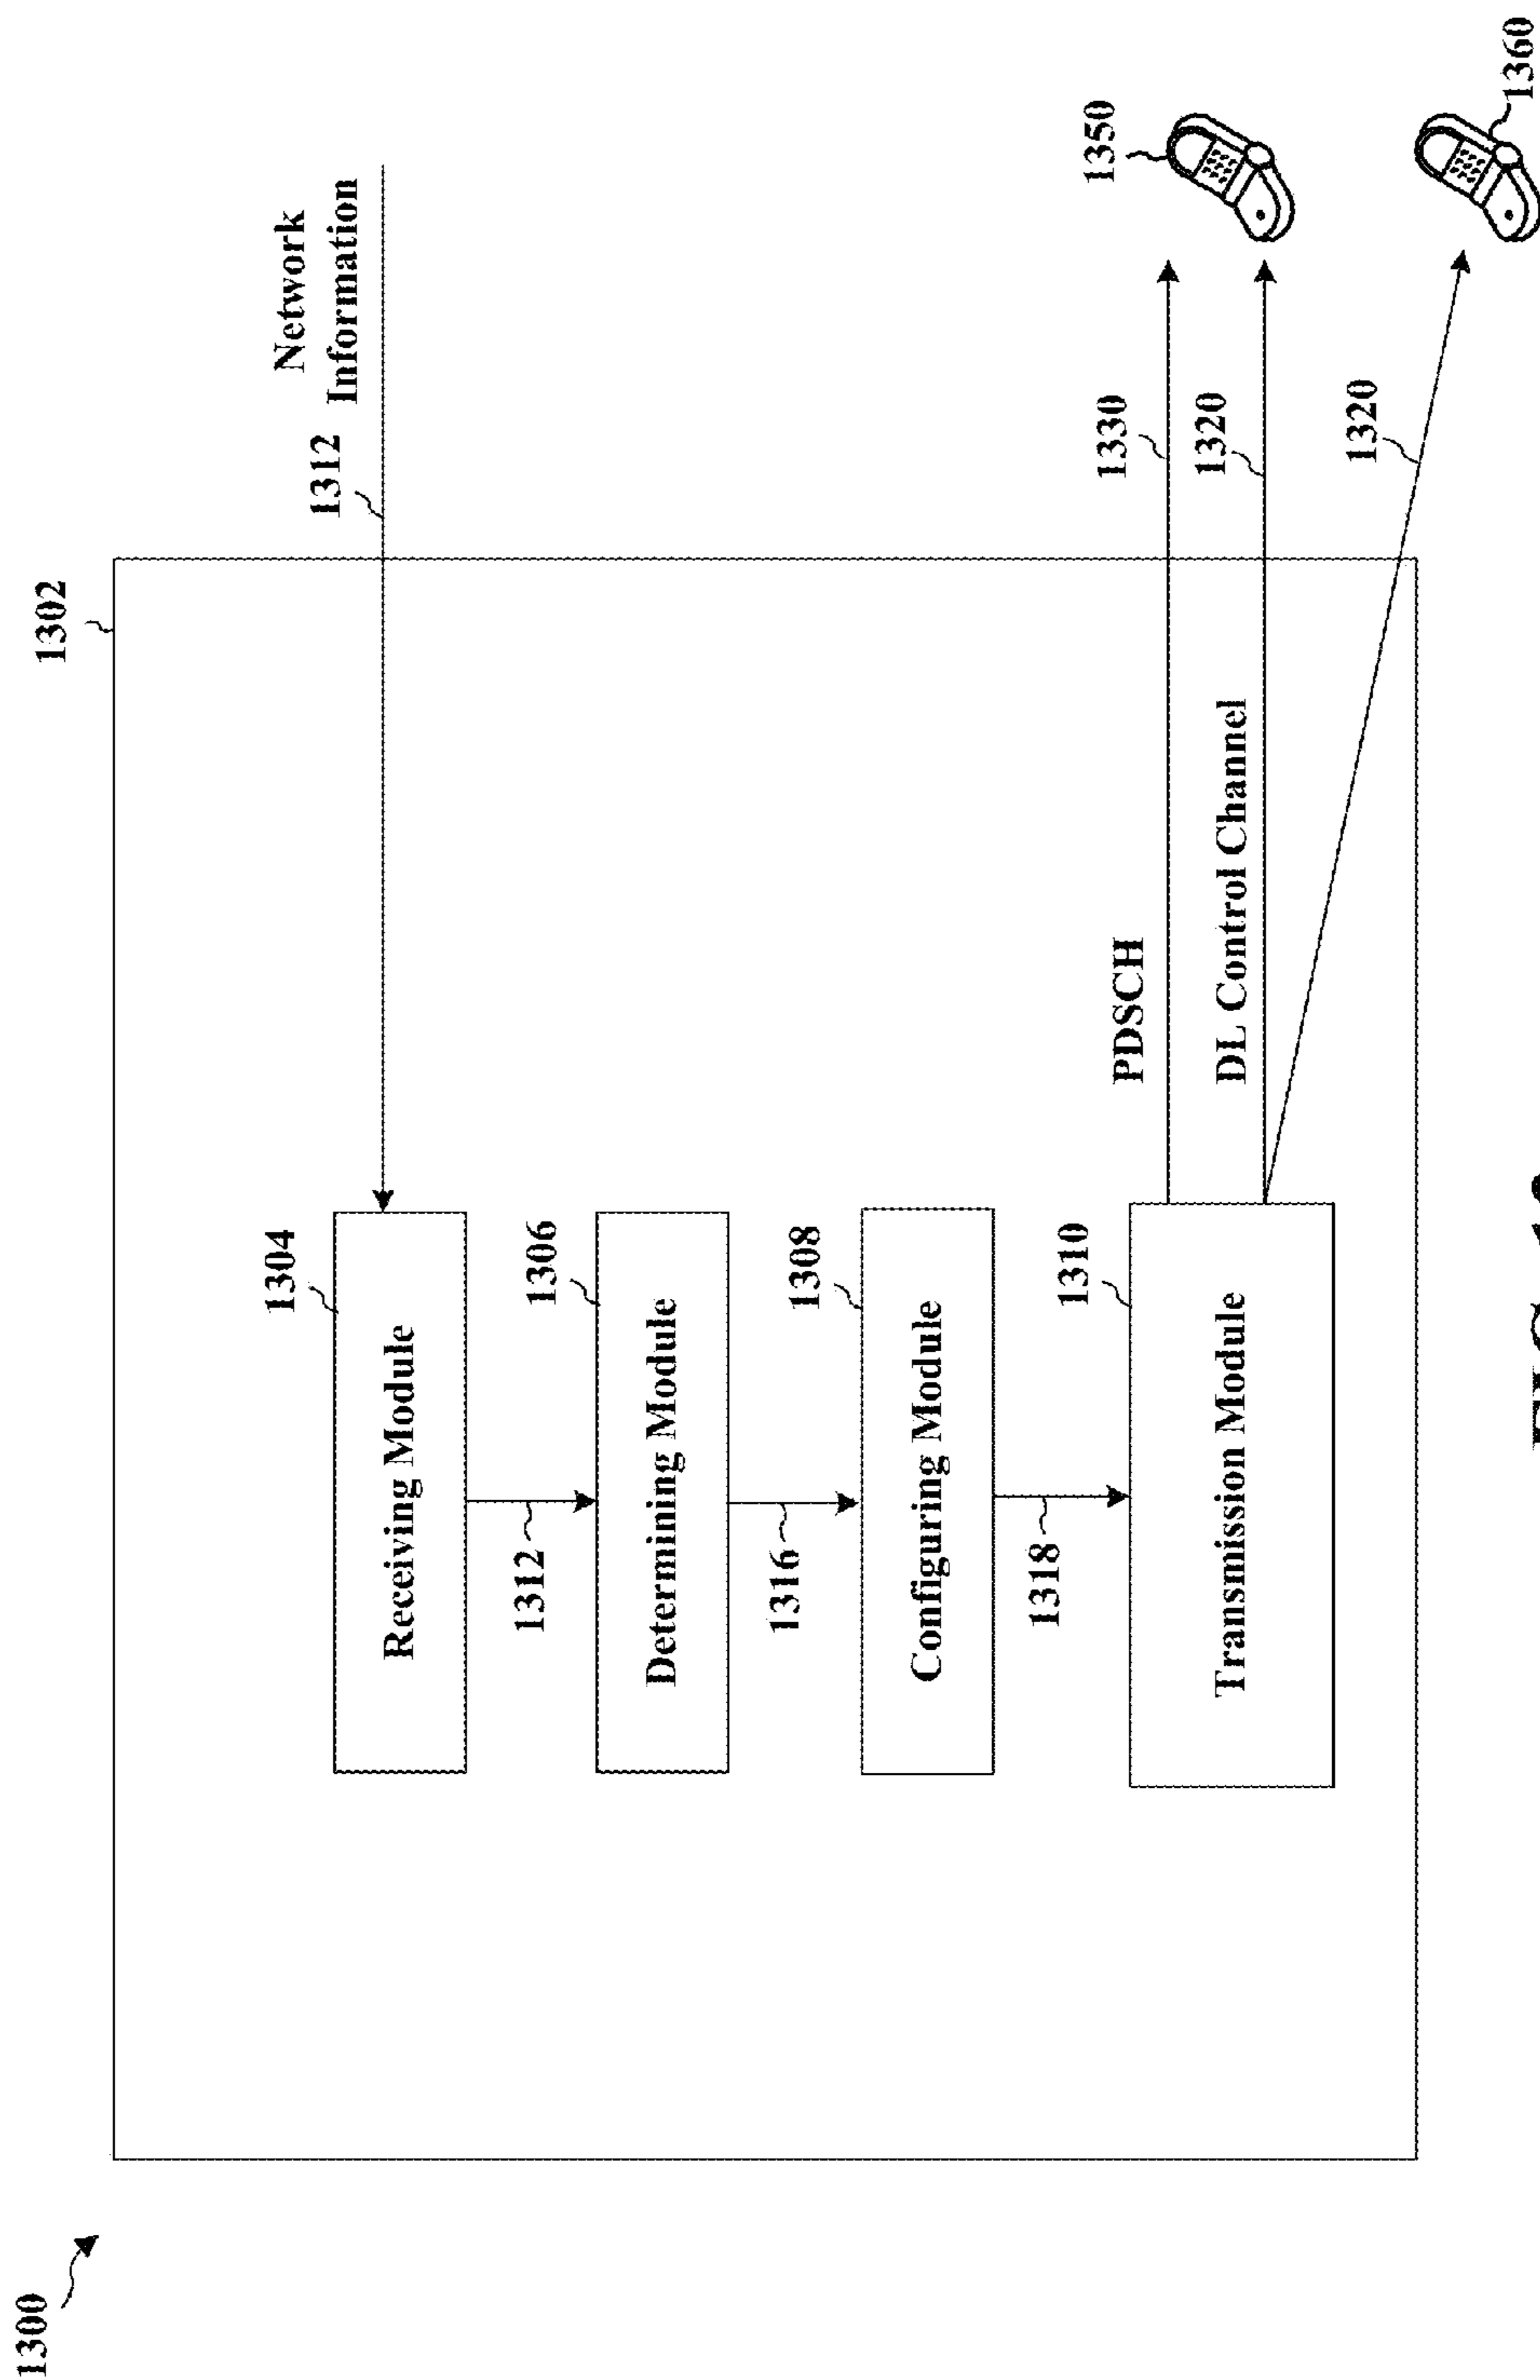 1300
1302
Network
Information
1312
1304
Receiving Module
1312
1306
Determining Module
1316
1308
Configuring Module
1318
1310
Transmission Module
PDSCH
1330
DL Control Channel
1320
1320
1350
1360